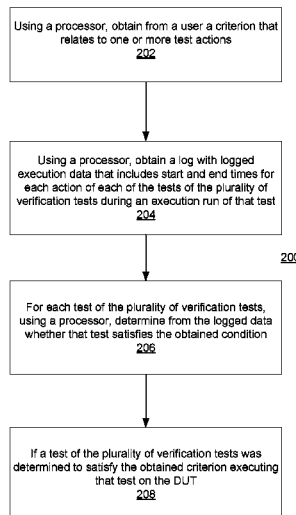 Using a processor, obtain from a user a criterion that
relates to one or more test actions
202
Using a processor, obtain a log with logged
execution data that includes start and end times for
each action of each of the tests of the plurality of
verification tests during an execution run of that test
204
200
For each test of the plurality of verification tests,
using a processor, determine from the logged data
whether that test satisfies the obtained condition
206
If a test of the plurality of verification tests was
determined to satisfy the obtained criterion executing
that test on the DUT
208